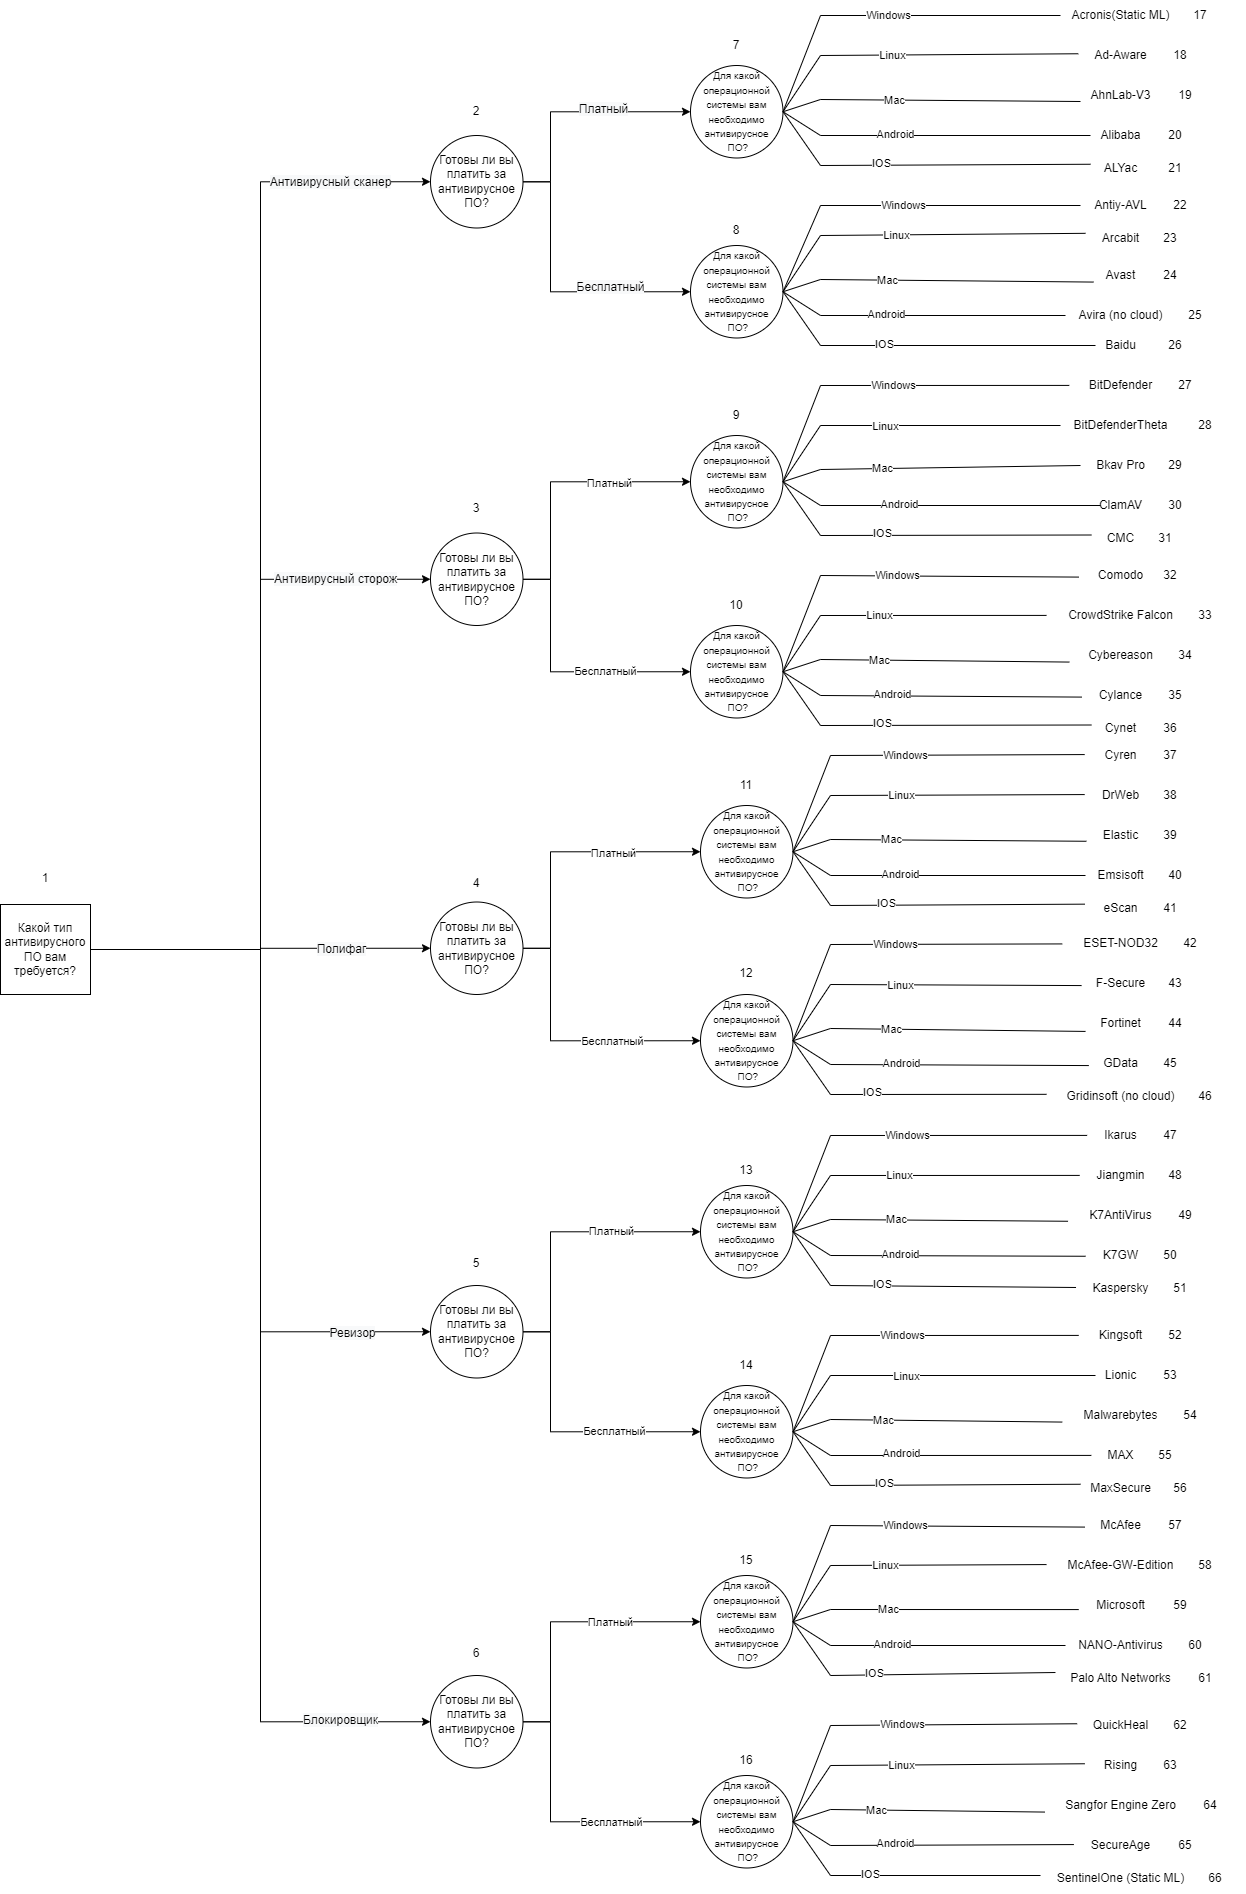 1
Какой тип
антивирусного
ПО вам
требуется?
Антивирусный сканер
2
Готовы ли вы
платить за
антивирусное
ПО?
Платный
7
Для какой
операционной
системы вам
необходимо
антивирусное
ПО?
Windows
Acronis(Static ML) 17
Linux
Ad-Aware 18
Mac
AhnLab-V3 19
Android
Alibaba 20
IOS
ALYac 21
Бесплатный
8
Для какой
операционной
системы вам
необходимо
антивирусное
ПО?
Windows
Antiy-AVL 22
Linux
Arcabit 23
Mac
Avast 24
Android
Avira (no cloud) 25
IOS
Baidu 26
Антивирусный сторож
3
Готовы ли вы
платить за
антивирусное
ПО?
Платный
9
Для какой
операционной
системы вам
необходимо
антивирусное
ПО?
Windows
BitDefender 27
Linux
BitDefenderTheta 28
Mac
Bkav Pro 29
Android
ClamAV 30
IOS
CMC 31
Бесплатный
10
Для какой
операционной
системы вам
необходимо
антивирусное
ПО?
Windows
Comodo 32
Linux
CrowdStrike Falcon 33
Mac
Cybereason 34
Android
Cylance 35
IOS
Cynet 36
Полифаг
4
Готовы ли вы
платить за
антивирусное
ПО?
Платный
11
Для какой
операционной
системы вам
необходимо
антивирусное
ПО?
Windows
Cyren 37
Linux
DrWeb 38
Mac
Elastic 39
Android
Emsisoft 40
IOS
eScan 41
Бесплатный
12
Для какой
операционной
системы вам
необходимо
антивирусное
ПО?
Windows
ESET-NOD32 42
Linux
F-Secure 43
Mac
Fortinet 44
Android
GData 45
IOS
Gridinsoft (no cloud) 46
Ревизор
5
Готовы ли вы
платить за
антивирусное
ПО?
Платный
13
Для какой
операционной
системы вам
необходимо
антивирусное
ПО?
Windows
Ikarus 47
Linux
Jiangmin 48
Mac
K7AntiVirus 49
Android
K7GW 50
IOS
Kaspersky 51
Бесплатный
14
Для какой
операционной
системы вам
необходимо
антивирусное
ПО?
Windows
Kingsoft 52
Linux
Lionic 53
Mac
Malwarebytes 54
Android
MAX 55
IOS
MaxSecure 56
Блокировщик
6
Готовы ли вы
платить за
антивирусное
ПО?
Платный
15
Для какой
операционной
системы вам
необходимо
антивирусное
ПО?
Windows
McAfee 57
Linux
McAfee-GW-Edition 58
Mac
Microsoft 59
Android
NANO-Antivirus 60
IOS
Palo Alto Networks 61
Бесплатный
16
Для какой
операционной
системы вам
необходимо
антивирусное
ПО?
Windows
QuickHeal 62
Linux
Rising 63
Mac
Sangfor Engine Zero 64
Android
SecureAge 65
IOS
SentinelOne (Static ML) 66